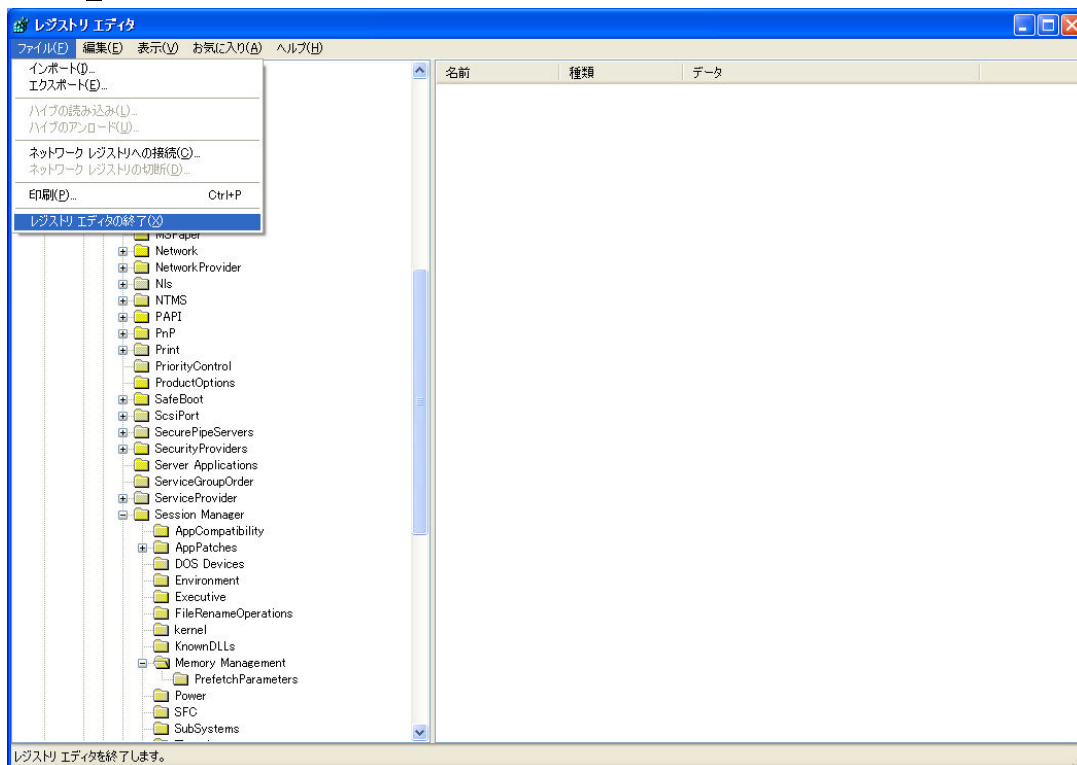 レジストリ エディタ
ファイル(F) 編集(E) 表示(V) お気に入り(A) ヘルプ(H)
インポート(I)...
エクスポート(E)...
ハイブの読み込み(L)...
ハイブのアンロード(U)...
ネットワーク レジストリへの接続(C)...
ネットワーク レジストリの切断(D)...
印刷(P)... Ctrl+P
レジストリ エディタの終了(X)
名前 種類 データ
MSPaper
Network
NetworkProvider
Nls
NTMS
PAPI
PnP
Print
PriorityControl
ProductOptions
SafeBoot
ScsiPort
SecurePipeServers
SecurityProviders
Server Applications
ServiceGroupOrder
ServiceProvider
Session Manager
AppCompatibility
AppPatches
DOS Devices
Environment
Executive
FileRenameOperations
kernel
KnownDLLs
Memory Management
PrefetchParameters
Power
SFC
SubSystems
レジストリ エディタを終了します。